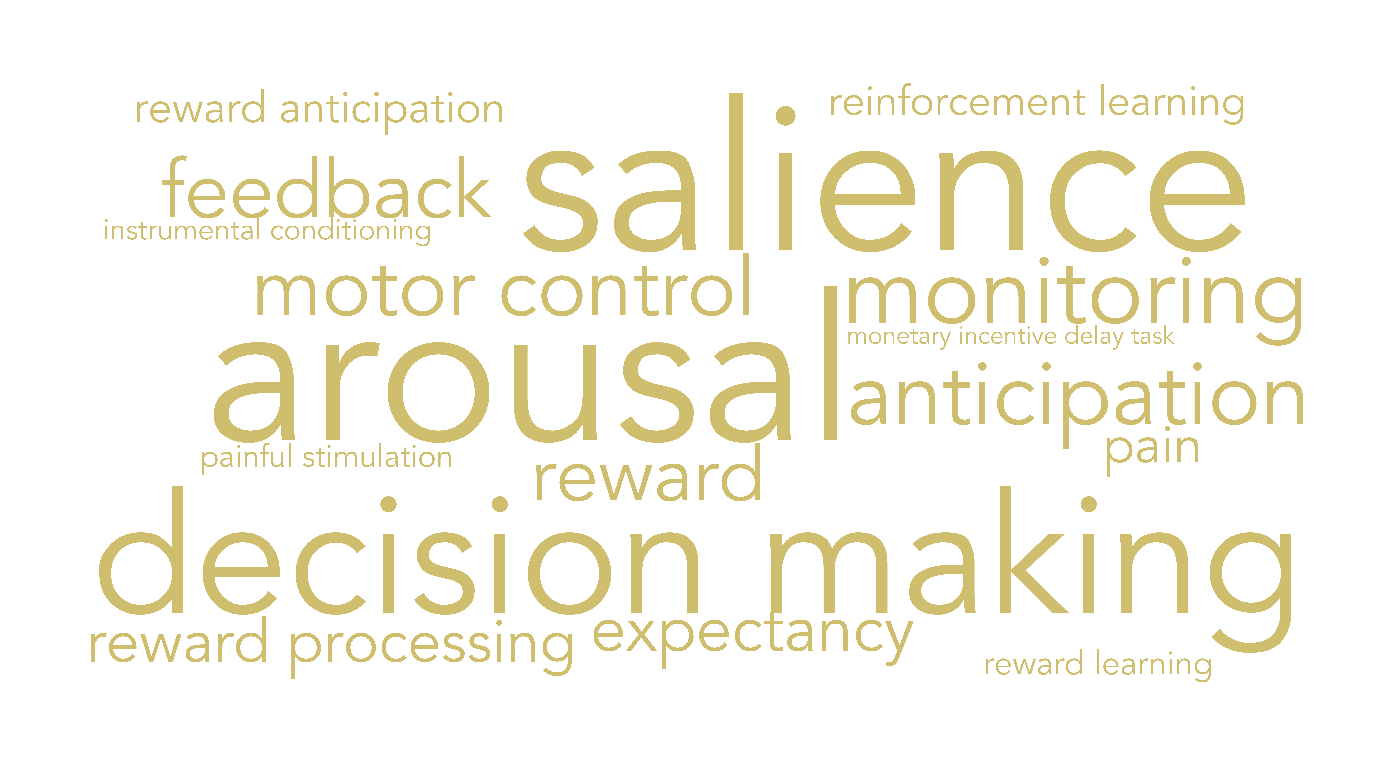 reward anticipation
reinforcement learning
feedback
salience
instrumental conditioning
motor control
monitoring
monetary incentive delay task
arousal
anticipation
pain
painful stimulation
reward
decision making
reward processing
expectancy
reward learning